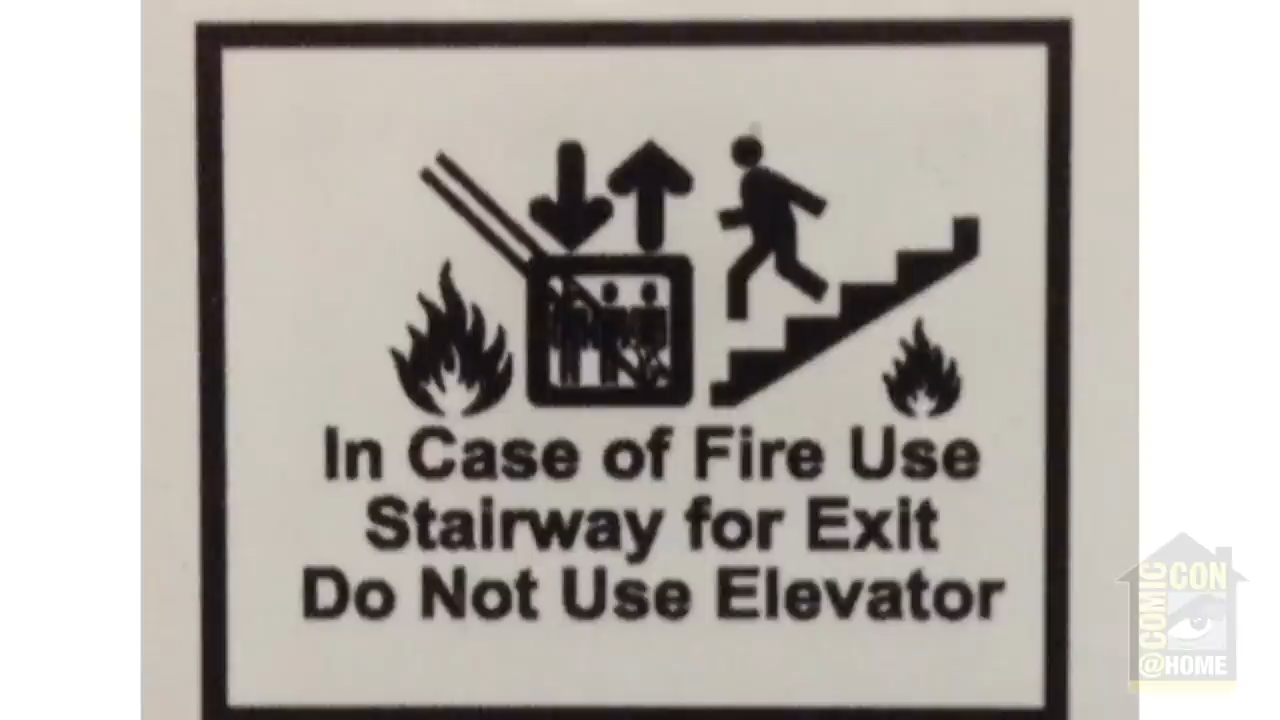 In Case of Fire Use
Stairway for Exit
Do Not Use Elevator
COMIC
CON
@HOME